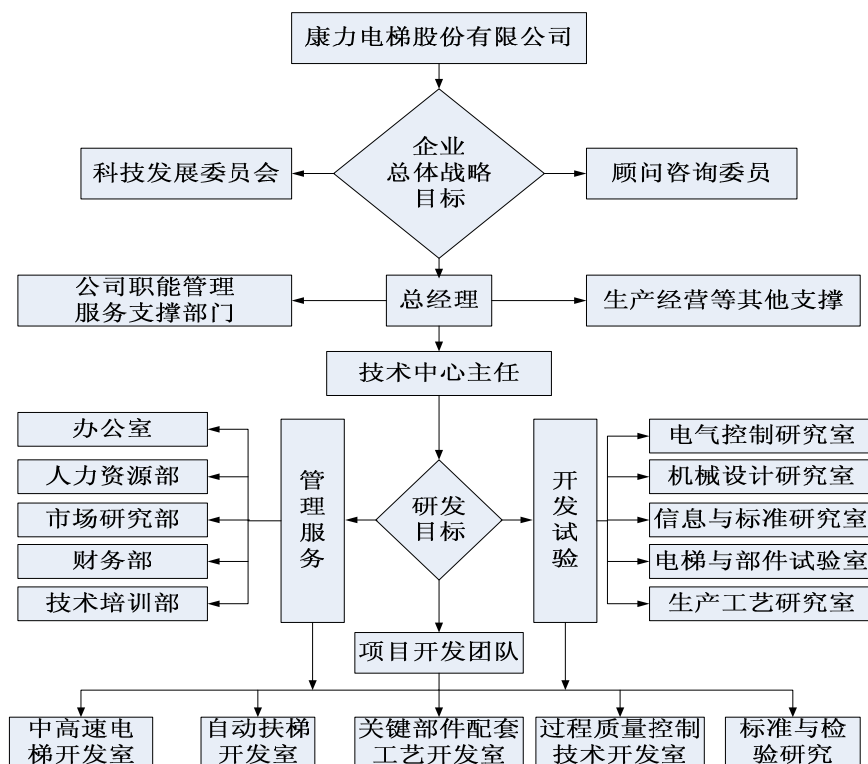 康力电梯股份有限公司
企业
总体战略
目标
科技发展委员会
顾问咨询委员
公司职能管理
服务支撑部门
总经理
生产经营等其他支撑
技术中心主任
办公室
人力资源部
市场研究部
财务部
技术培训部
管理服务
研发
目标
开发试验
电气控制研究室
机械设计研究室
信息与标准研究室
电梯与部件试验室
生产工艺研究室
项目开发团队
中高速电
梯开发室
自动扶梯
开发室
关键部件配套
工艺开发室
过程质量控制
技术开发室
标准与检
验研究